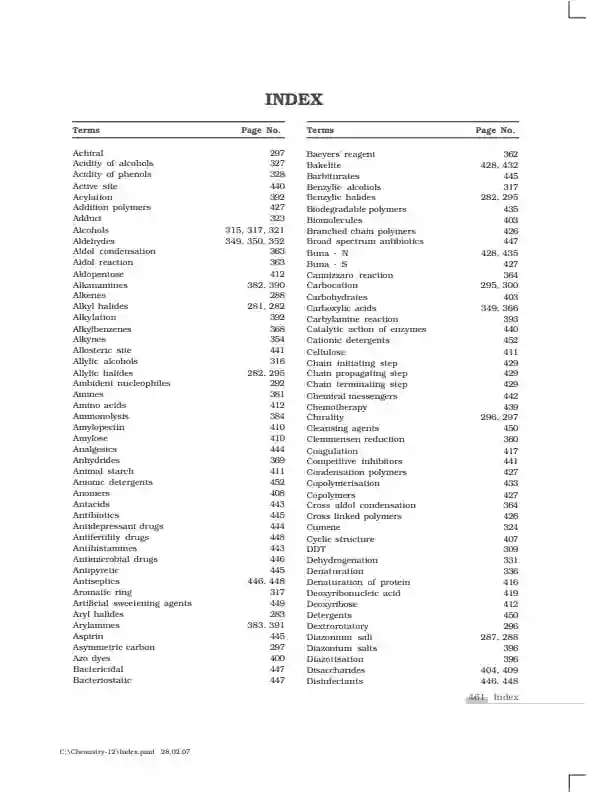 INDEX
Terms Page No.
Achiral 297
Acidity of alcohols 327
Acidity of phenols 328
Active site 440
Acylation 392
Addition polymers 427
Adduct 323
Alcohols 315, 317, 321
Aldehydes 349, 350, 352
Aldol condensation 363
Aldol reaction 363
Aldopentose 412
Alkanamines 382, 390
Alkenes 288
Alkyl halides 281, 282
Alkylation 392
Alkylbenzenes 368
Alkynes 354
Allosteric site 441
Allylic alcohols 316
Allylic halides 282, 295
Ambident nucleophiles 292
Amines 381
Amino acids 412
Ammonolysis 384
Amylopectin 410
Amylose 410
Analgesics 444
Anhydrides 369
Animal starch 411
Anionic detergents 452
Anomers 408
Antacids 443
Antibiotics 445
Antidepressant drugs 444
Antifertility drugs 448
Antihistamines 443
Antimicrobial drugs 446
Antipyretic 445
Antiseptics 446, 448
Aromatic ring 317
Artificial sweetening agents 449
Aryl halides 283
Arylamines 383, 391
Aspirin 445
Asymmetric carbon 297
Azo dyes 400
Bactericidal 447
Bacteriostatic 447
Terms Page No.
Baeyers' reagent 362
Bakelite 428, 432
Barbiturates 445
Benzylic alcohols 317
Benzylic halides 282, 295
Biodegradable polymers 435
Biomolecules 403
Branched chain polymers 426
Broad spectrum antibiotics 447
Buna - N 428, 435
Buna - S 427
Cannizzaro reaction 364
Carbocation 295, 300
Carbohydrates 403
Carboxylic acids 349, 366
Carbylamine reaction 393
Catalytic action of enzymes 440
Cationic detergents 452
Cellulose 411
Chain initiating step 429
Chain propagating step 429
Chain terminating step 429
Chemical messengers 442
Chemotherapy 439
Chirality 296, 297
Cleansing agents 450
Clemmensen reduction 360
Coagulation 417
Competitive inhibitors 441
Condensation polymers 427
Copolymerisation 433
Copolymers 427
Cross aldol condensation 364
Cross linked polymers 426
Cumene 324
Cyclic structure 407
DDT 309
Dehydrogenation 331
Denaturation 336
Denaturation of protein 416
Deoxyribonucleic acid 419
Deoxyribose 412
Detergents 450
Dextrorotatory 296
Diazonium salt 287, 288
Diazonium salts 396
Diazotisation 396
Disaccharides 404, 409
Disinfectants 446, 448
461 Index
C:\Chemistry-12\Index.pmd 28.02.07